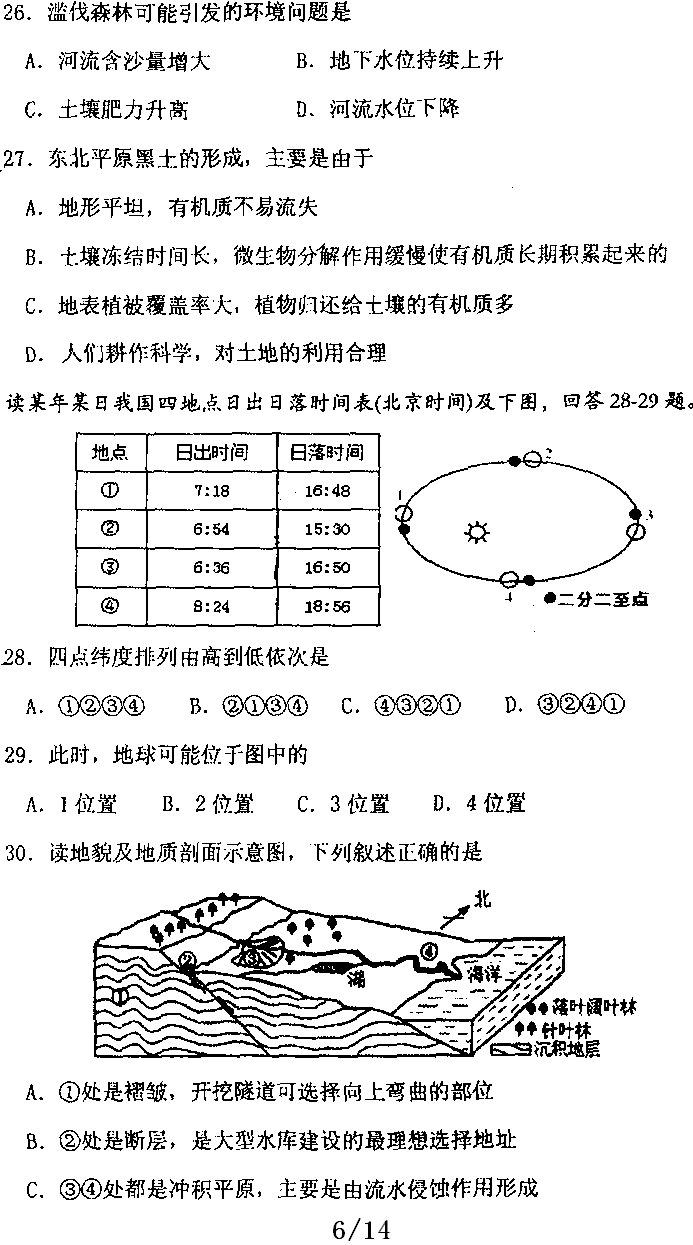 26. 滥伐森林可能引发的环境问题是
A. 河流含沙量增大 B. 地下水位持续上升
C. 土壤肥力升高 D. 河流水位下降
27. 东北平原黑土的形成，主要是由于
A. 地形平坦，有机质不易流失
B. 土壤冻结时间长，微生物分解作用缓慢使有机质长期积累起来的
C. 地表植被覆盖率大，植物归还给土壤的有机质多
D. 人们耕作科学，对土地的利用合理
读某年某日我国四地点日出日落时间表(北京时间)及下图，回答 28-29 题。
地点 日出时间 日落时间
① 7:18 16:48
② 6:54 15:30
③ 6:36 16:50
④ 8:24 18:56
1
2
3
4
●二分二至点
28. 四点纬度排列由高到低依次是
A. ①②③④ B. ②①③④ C. ④③②① D. ③②④①
29. 此时，地球可能位于图中的
A. 1 位置 B. 2 位置 C. 3 位置 D. 4 位置
30. 读地貌及地质剖面示意图，下列叙述正确的是
北
① ② ③ ④
湖
海洋
落叶阔叶林
针叶林
沉积地层
A. ①处是褶皱，开挖隧道可选择向上弯曲的部位
B. ②处是断层，是大型水库建设的最理想选择地址
C. ③④处都是冲积平原，主要是由流水侵蚀作用形成
6/14